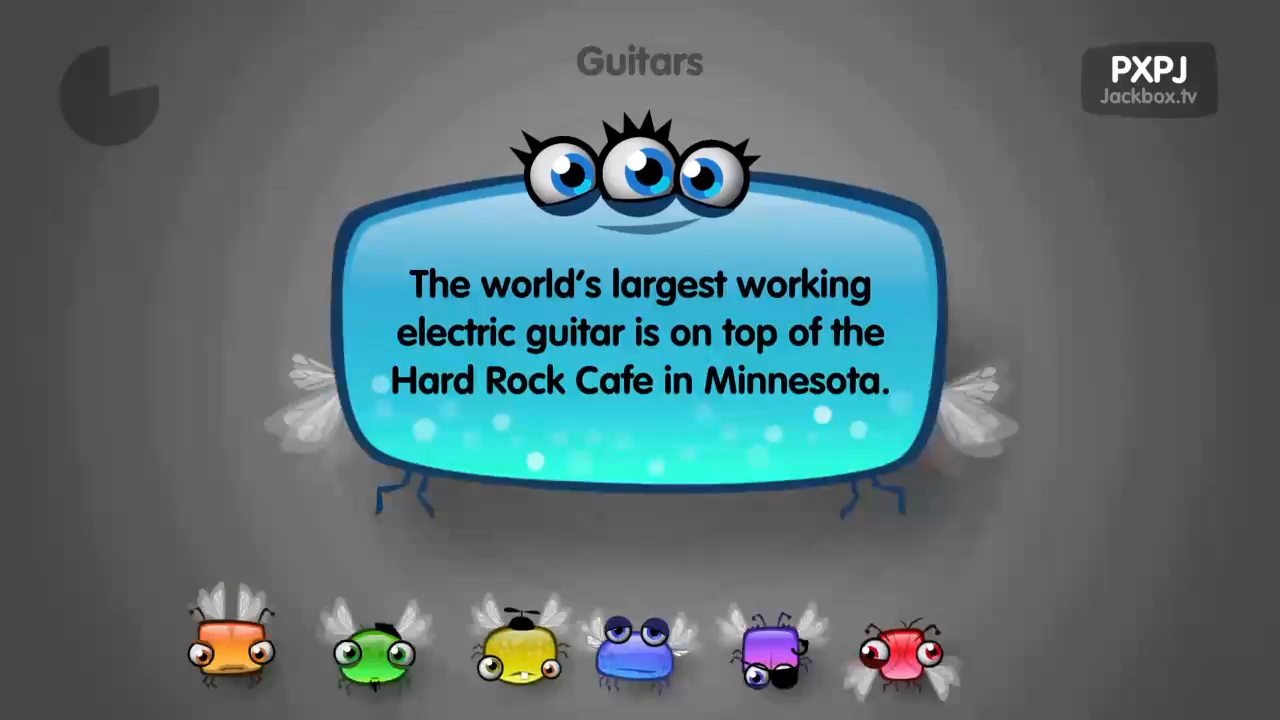 Guitars
PXPJ
Jackbox.tv
The world's largest working
electric guitar is on top of the
Hard Rock Cafe in Minnesota.